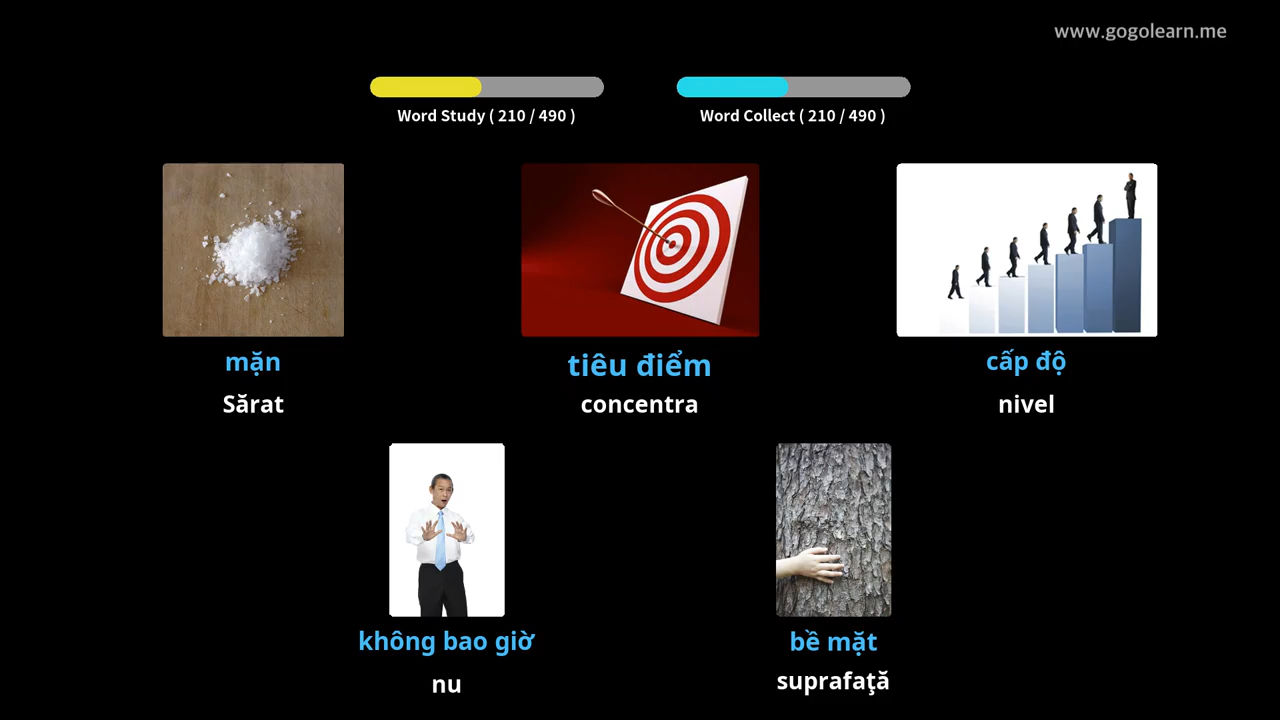 www.gogolearn.me
Word Study ( 210 / 490 )
Word Collect ( 210 / 490 )
mặn
Sărat
tiêu điểm
concentra
cấp độ
nivel
không bao giờ
nu
bề mặt
suprafaţă